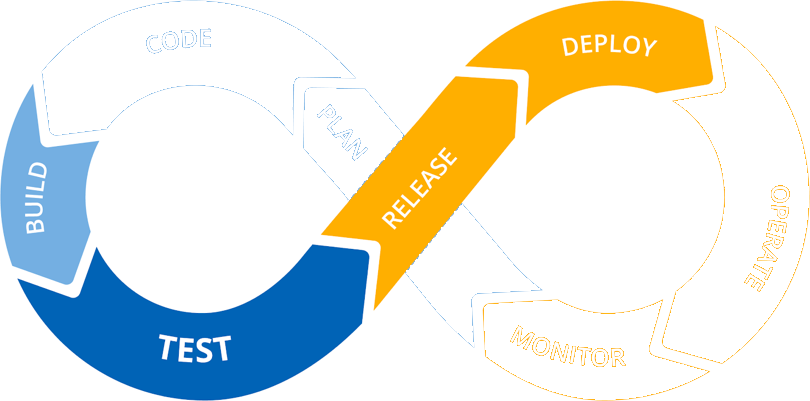 CODE
DEPLOY
PLAN
BUILD
RELEASE
OPERATE
TEST
MONITOR